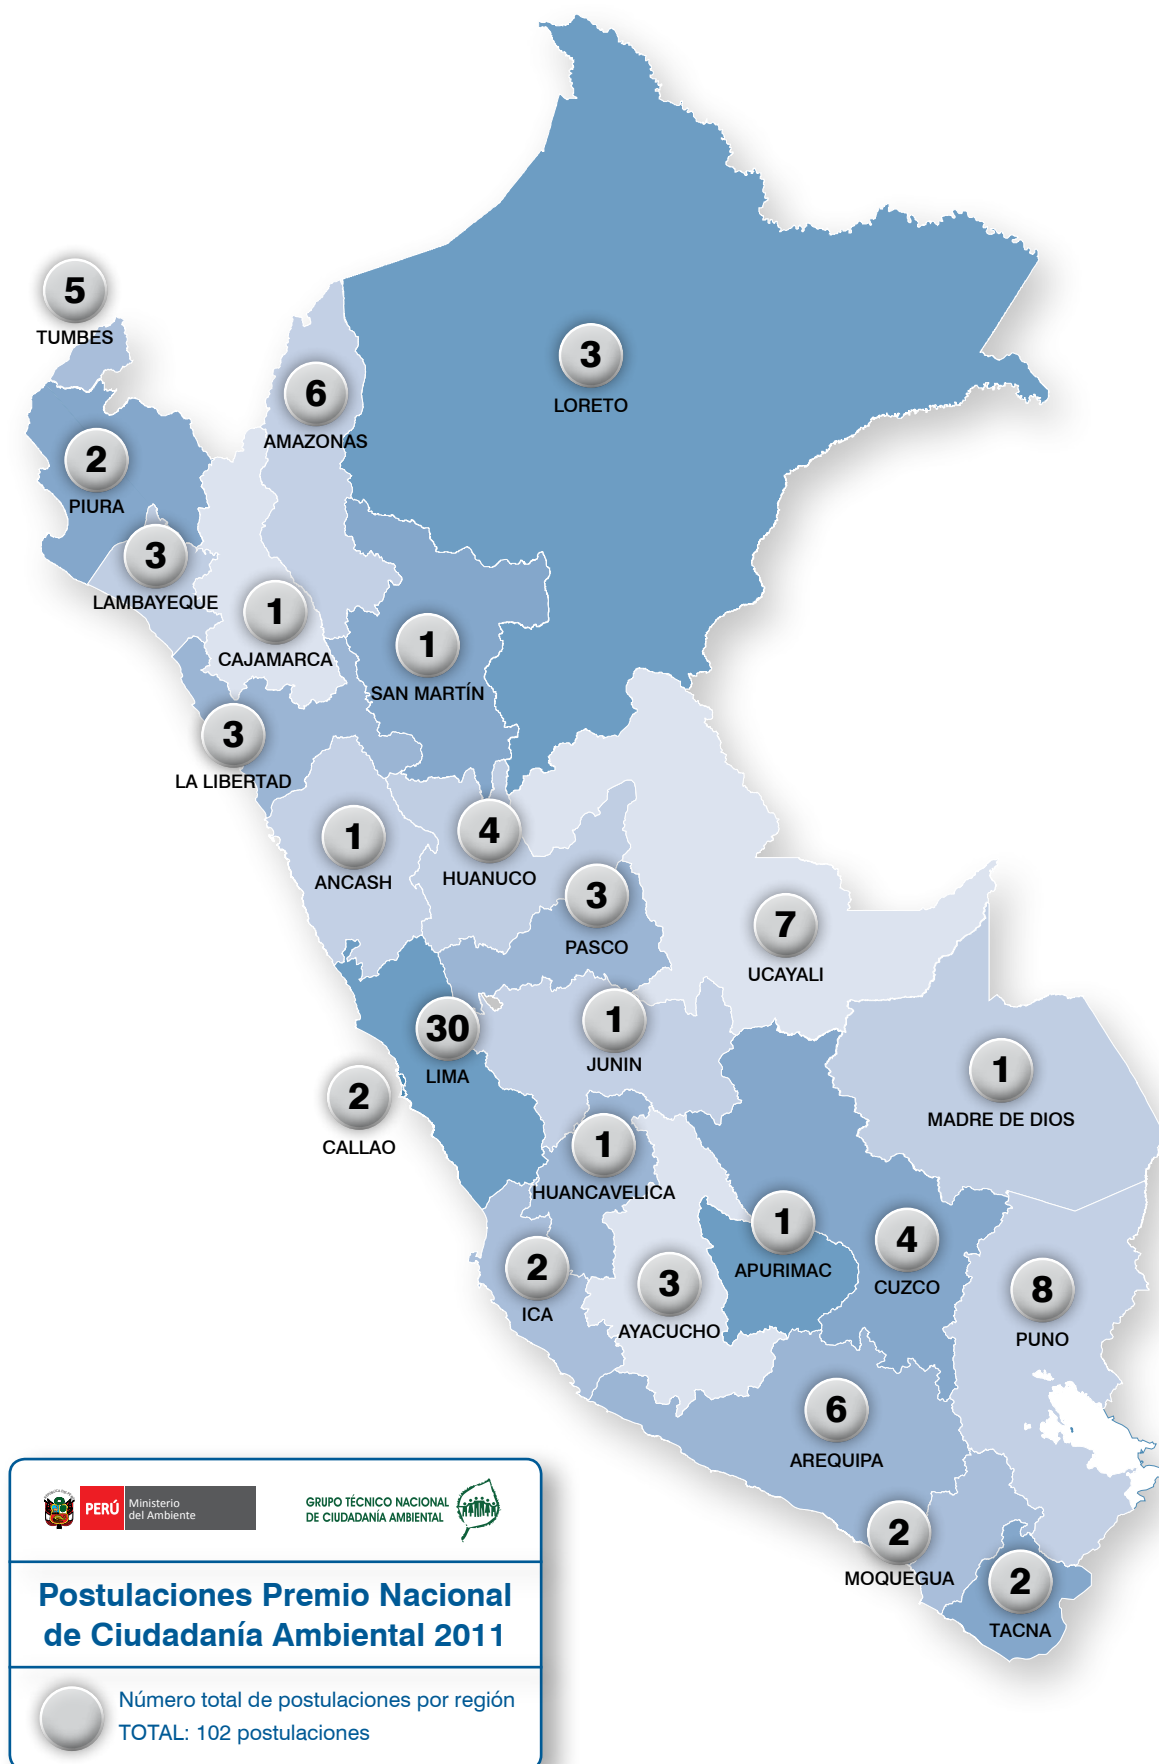 3
LORETO
5
TUMBES
6
AMAZONAS
2
PIURA
3
LAMBAYEQUE
1
CAJAMARCA
1
SAN MARTÍN
3
LA LIBERTAD
1
ANCASH
4
HUANUCO
3
PASCO
7
UCAYALI
30
LIMA
1
JUNIN
1
MADRE DE DIOS
2
CALLAO
1
HUANCAVELICA
1
APURIMAC
4
CUZCO
2
ICA
3
AYACUCHO
8
PUNO
6
AREQUIPA
2
MOQUEGUA
2
TACNA
PERÚ
Ministerio
del Ambiente
GRUPO TÉCNICO NACIONAL
DE CIUDADANÍA AMBIENTAL
Postulaciones Premio Nacional
de Ciudadanía Ambiental 2011
Número total de postulaciones por región
TOTAL: 102 postulaciones